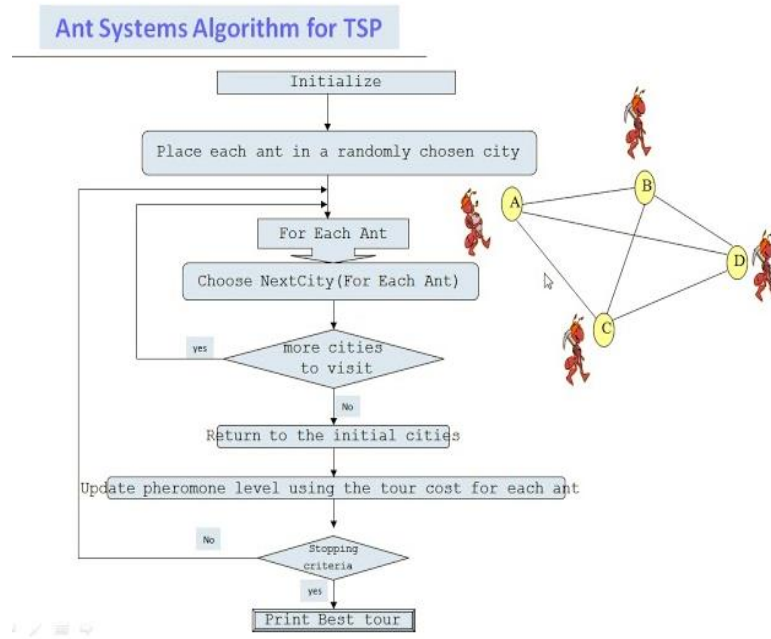 Ant Systems Algorithm for TSP
Initialize
Place each ant in a randomly chosen city
For Each Ant
Choose NextCity(For Each Ant)
more cities
to visit
yes
No
Return to the initial cities
Update pheromone level using the tour cost for each ant
Stopping
criteria
No
yes
Print Best tour
A
B
D
C